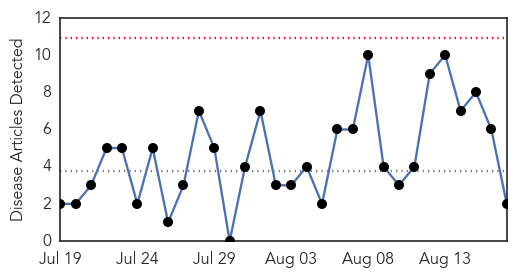 Disease Articles Detected
12
10
8
6
4
2
0
Jul 19
Jul 24
Jul 29
Aug 03
Aug 08
Aug 13